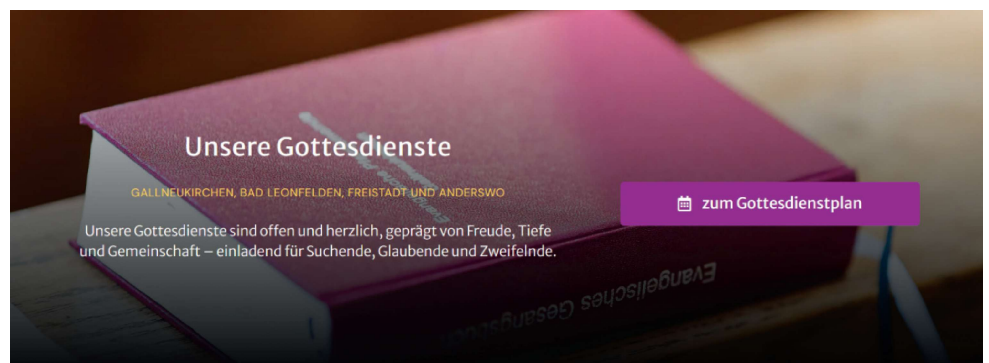 Unsere Gottesdienste
GALLNEUKIRCHEN, BAD LEONFELDEN, FREISTADT UND ANDERSWO
Unsere Gottesdienste sind offen und herzlich, geprägt von Freude, Tiefe
und Gemeinschaft – einladend für Suchende, Glaubende und Zweifelnde.
zum Gottesdienstplan
Evangelisches Gesangbuch